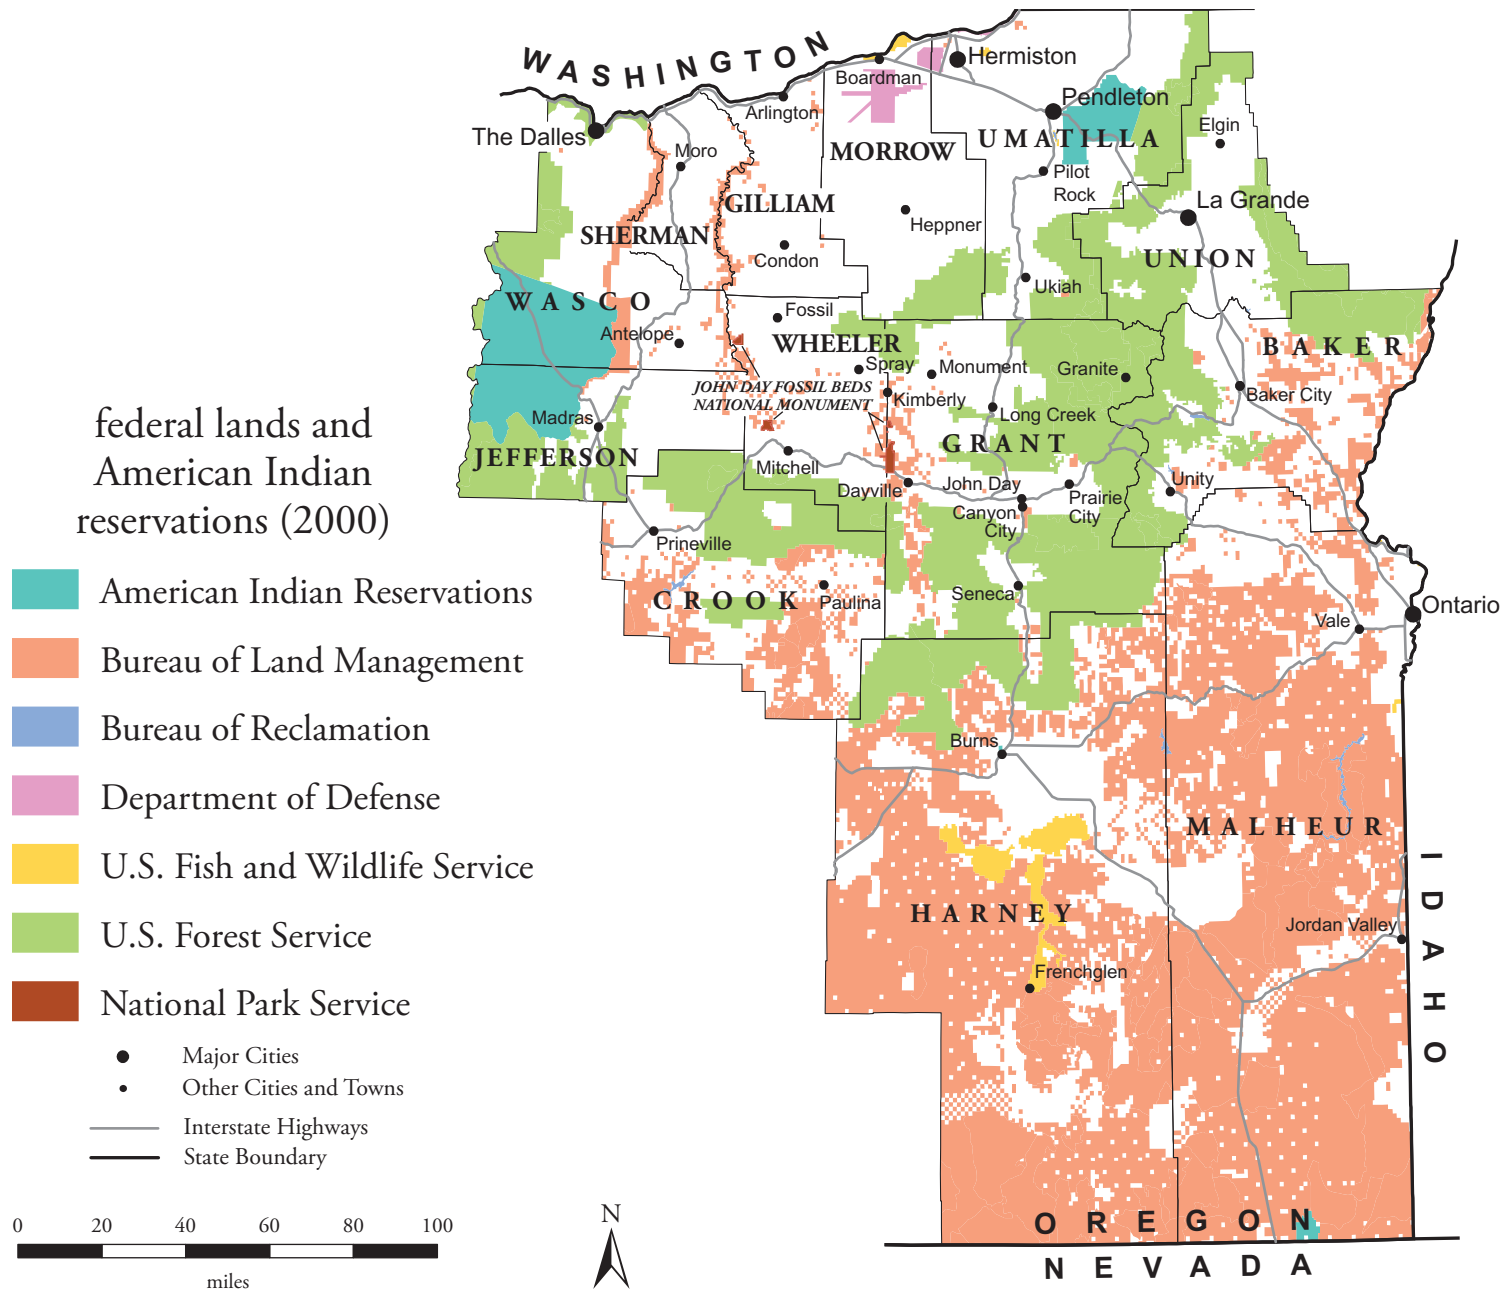 WASHINGTON
Hermiston
Boardman
Pendleton
Arlington
The Dalles
Elgin
UMATILLA
MORROW
Moro
Pilot
Rock
La Grande
GILLIAM
Heppner
SHERMAN
Condon
UNION
Ukiah
WASCO
Fossil
Antelope
WHEELER
BAKER
Spray
Monument
Granite
JOHN DAY FOSSIL BEDS
NATIONAL MONUMENT
Kimberly
Baker City
Long Creek
Madras
GRANT
JEFFERSON
Mitchell
Dayville
John Day
Canyon
City
Prairie
City
Unity
Prineville
CROOK
Paulina
Seneca
Ontario
Vale
Burns
MALHEUR
HARNEY
Jordan Valley
Frenchglen
IDAHO
OREGON
NEVADA
federal lands and
American Indian
reservations (2000)
American Indian Reservations
Bureau of Land Management
Bureau of Reclamation
Department of Defense
U.S. Fish and Wildlife Service
U.S. Forest Service
National Park Service
Major Cities
Other Cities and Towns
Interstate Highways
State Boundary
0 20 40 60 80 100
miles
N